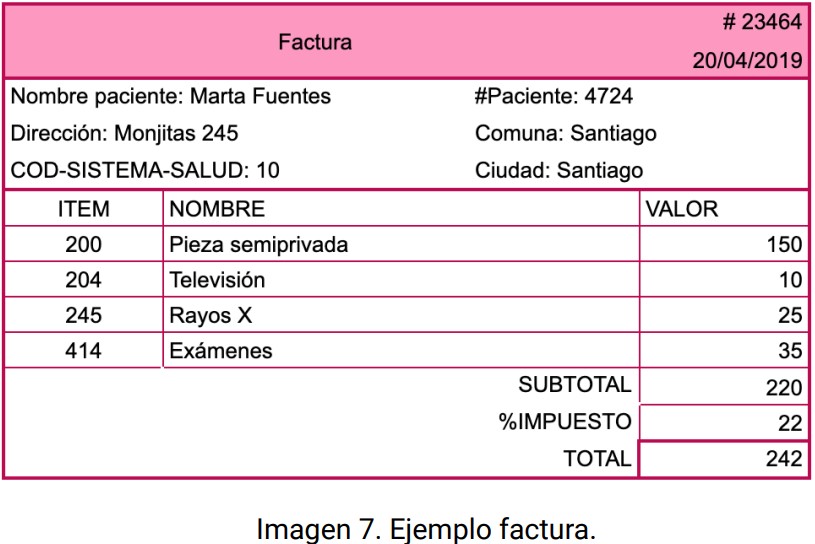 Factura
# 23464
20/04/2019
Nombre paciente: Marta Fuentes #Paciente: 4724
Dirección: Monjitas 245 Comuna: Santiago
COD-SISTEMA-SALUD: 10 Ciudad: Santiago
ITEM NOMBRE VALOR
200 Pieza semiprivada 150
204 Televisión 10
245 Rayos X 25
414 Exámenes 35
SUBTOTAL 220
%IMPUESTO 22
TOTAL 242
Imagen 7. Ejemplo factura.